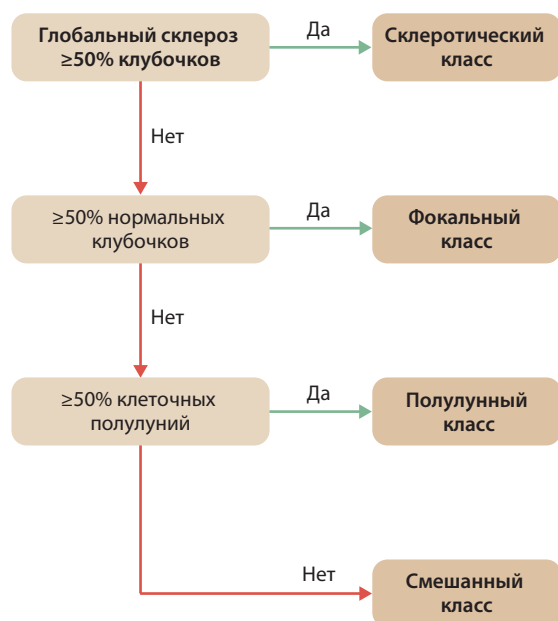 Глобальный склероз
≥50% клубочков
Да
Склеротический
класс
Нет
≥50% нормальных
клубочков
Да
Фокальный
класс
Нет
≥50% клеточных
полулуний
Да
Полулунный
класс
Нет
Смешанный
класс